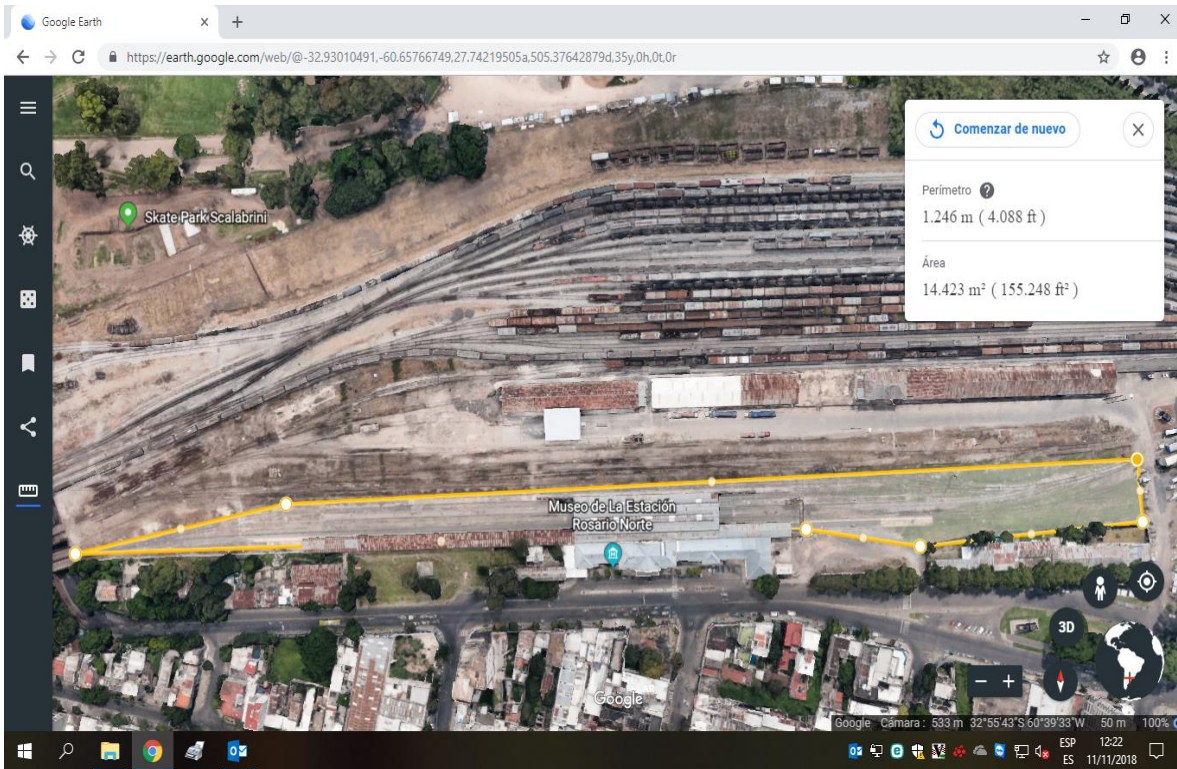 Google Earth
https://earth.google.com/web/@-32.93010491,-60.65766749,27.74219505a,505.37642879d,35y,0h,0t,0r
Comenzar de nuevo
Perímetro
1.246 m ( 4.088 ft )
Área
14.423 m² ( 155.248 ft² )
Skate Park Scalabrini
Museo de La Estación
Rosario Norte
3D
Google
Google Cámara : 533 m 32°55'43"S 60°39'33"W 50 m 100%
ESP 12:22
ES 11/11/2018